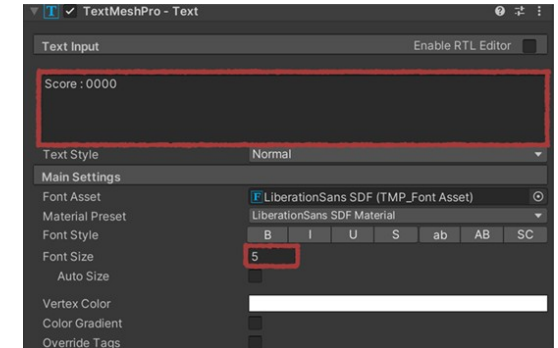 TextMeshPro - Text
Text Input Enable RTL Editor
Score : 0000
Text Style Normal
Main Settings
Font Asset F LiberationSans SDF (TMP_Font Asset)
Material Preset LiberationSans SDF Material
Font Style B I U S ab AB SC
Font Size 5
Auto Size
Vertex Color
Color Gradient
Override Tags